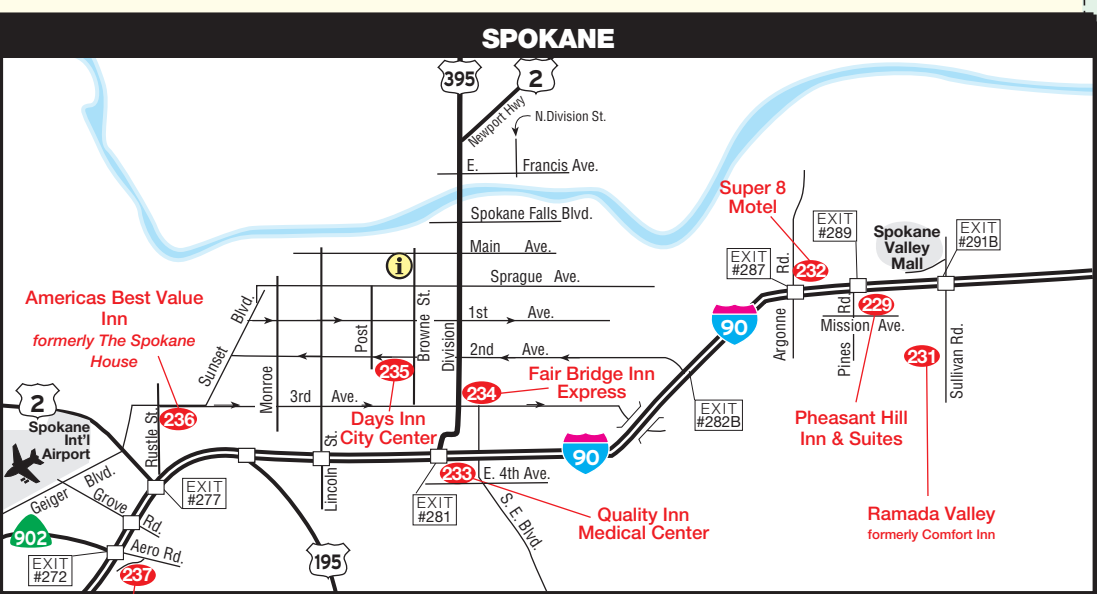 SPOKANE
395
2
Newport Hwy
N.Division St.
E. Francis Ave.
Spokane Falls Blvd.
Main Ave.
Sprague Ave.
1st Ave.
2nd Ave.
3rd Ave.
E. 4th Ave.
S. E. Blvd.
Sunset Blvd.
Monroe
Lincoln St.
Post
Browne St.
Division
i
Super 8
Motel
232
EXIT
#287
EXIT
#289
Spokane
Valley
Mall
EXIT
#291B
Argonne Rd.
Pines Rd.
Mission Ave.
Sullivan Rd.
229
231
90
Pheasant Hill
Inn & Suites
Ramada Valley
formerly Comfort Inn
EXIT
#282B
Americas Best Value
Inn
formerly The Spokane
House
236
235
Days Inn
City Center
234
Fair Bridge Inn
Express
90
233
Quality Inn
Medical Center
EXIT
#281
2
Spokane
Int'l
Airport
Rustle St.
Geiger Blvd.
Grove Rd.
EXIT
#277
902
Aero Rd.
EXIT
#272
237
195